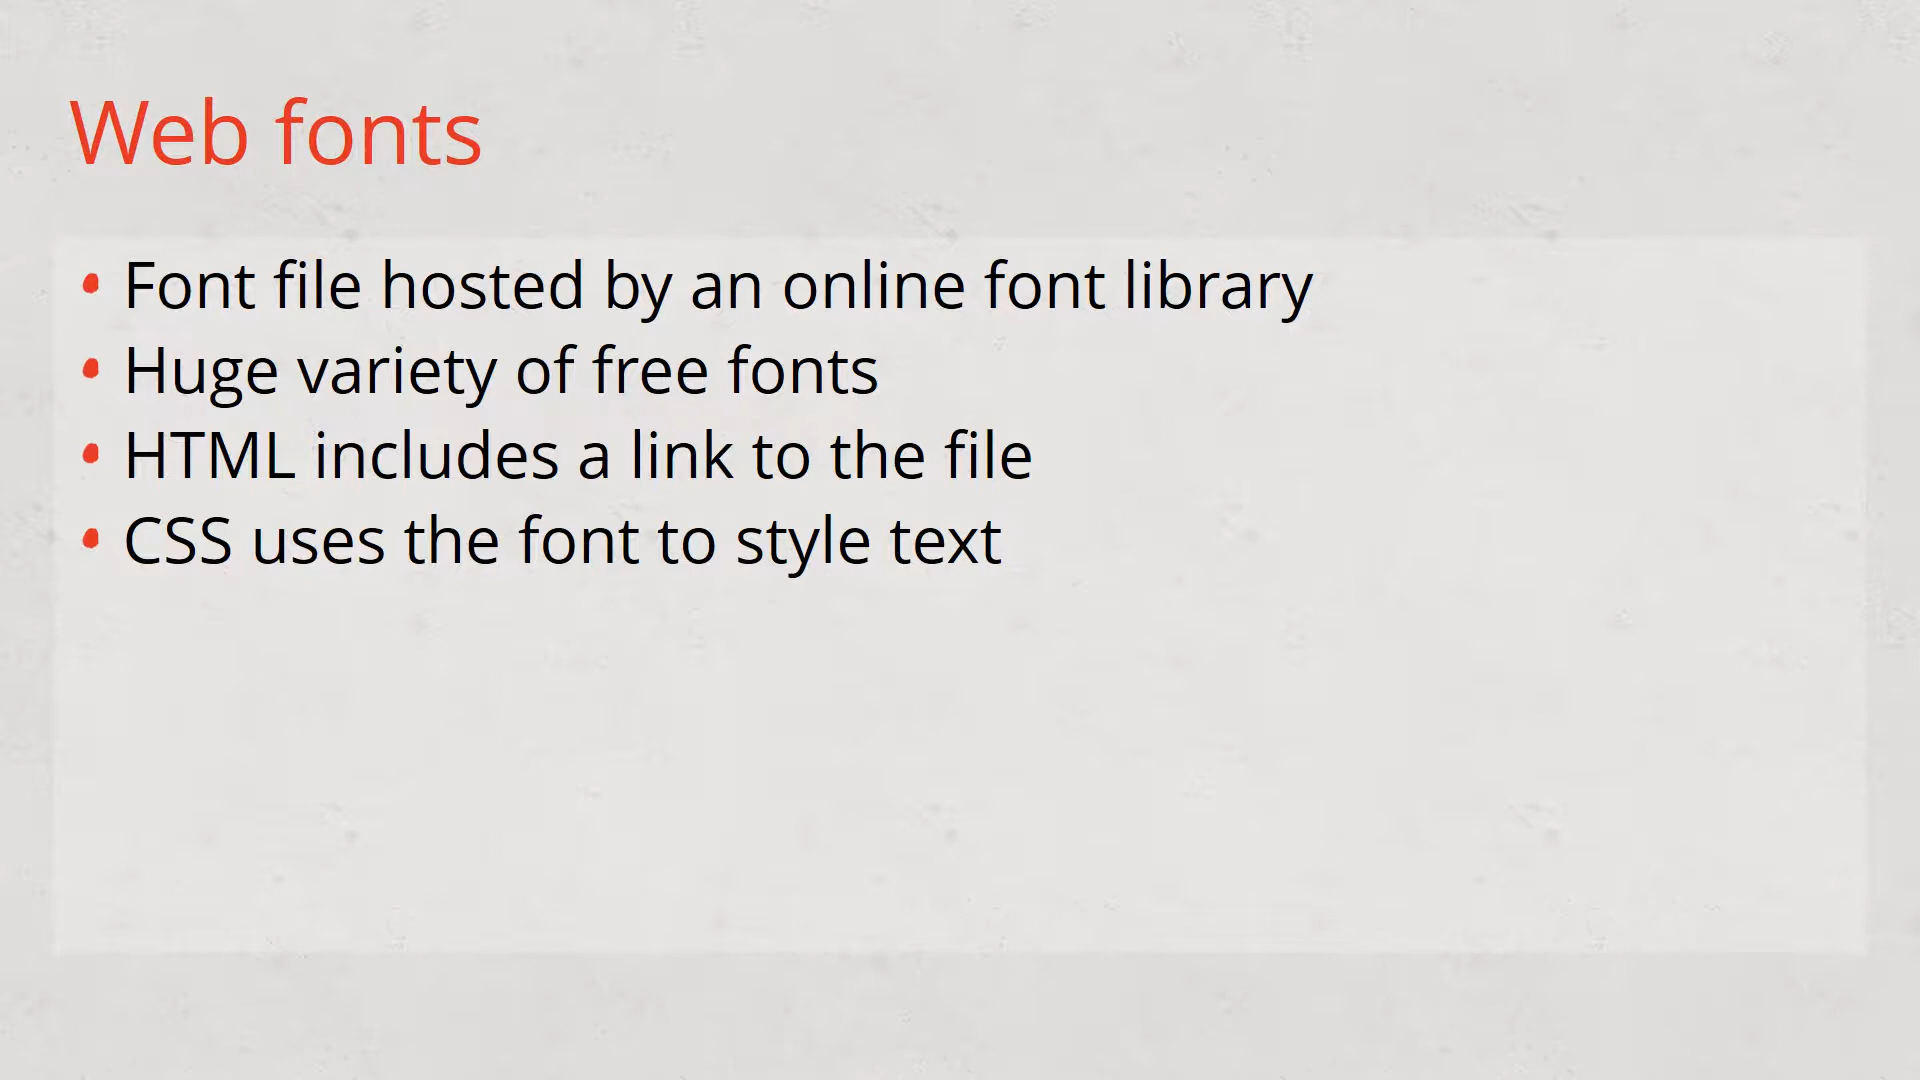 Web fonts
• Font file hosted by an online font library
• Huge variety of free fonts
• HTML includes a link to the file
• CSS uses the font to style text